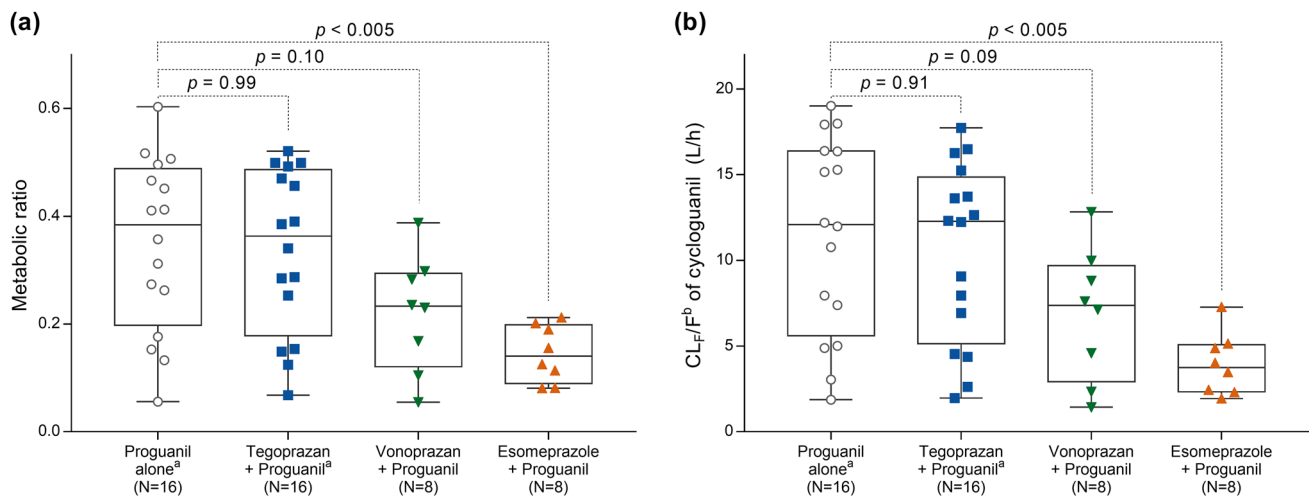 (a)
p < 0.005
p = 0.10
p = 0.99
Metabolic ratio
0.6
0.4
0.2
0.0
Proguanil
aloneᵃ
(N=16)
Tegoprazan
+ Proguanilᵃ
(N=16)
Vonoprazan
+ Proguanil
(N=8)
Esomeprazole
+ Proguanil
(N=8)
(b)
p < 0.005
p = 0.09
p = 0.91
CL_F/Fᵇ of cycloguanil (L/h)
20
15
10
5
0
Proguanil
aloneᵃ
(N=16)
Tegoprazan
+ Proguanilᵃ
(N=16)
Vonoprazan
+ Proguanil
(N=8)
Esomeprazole
+ Proguanil
(N=8)